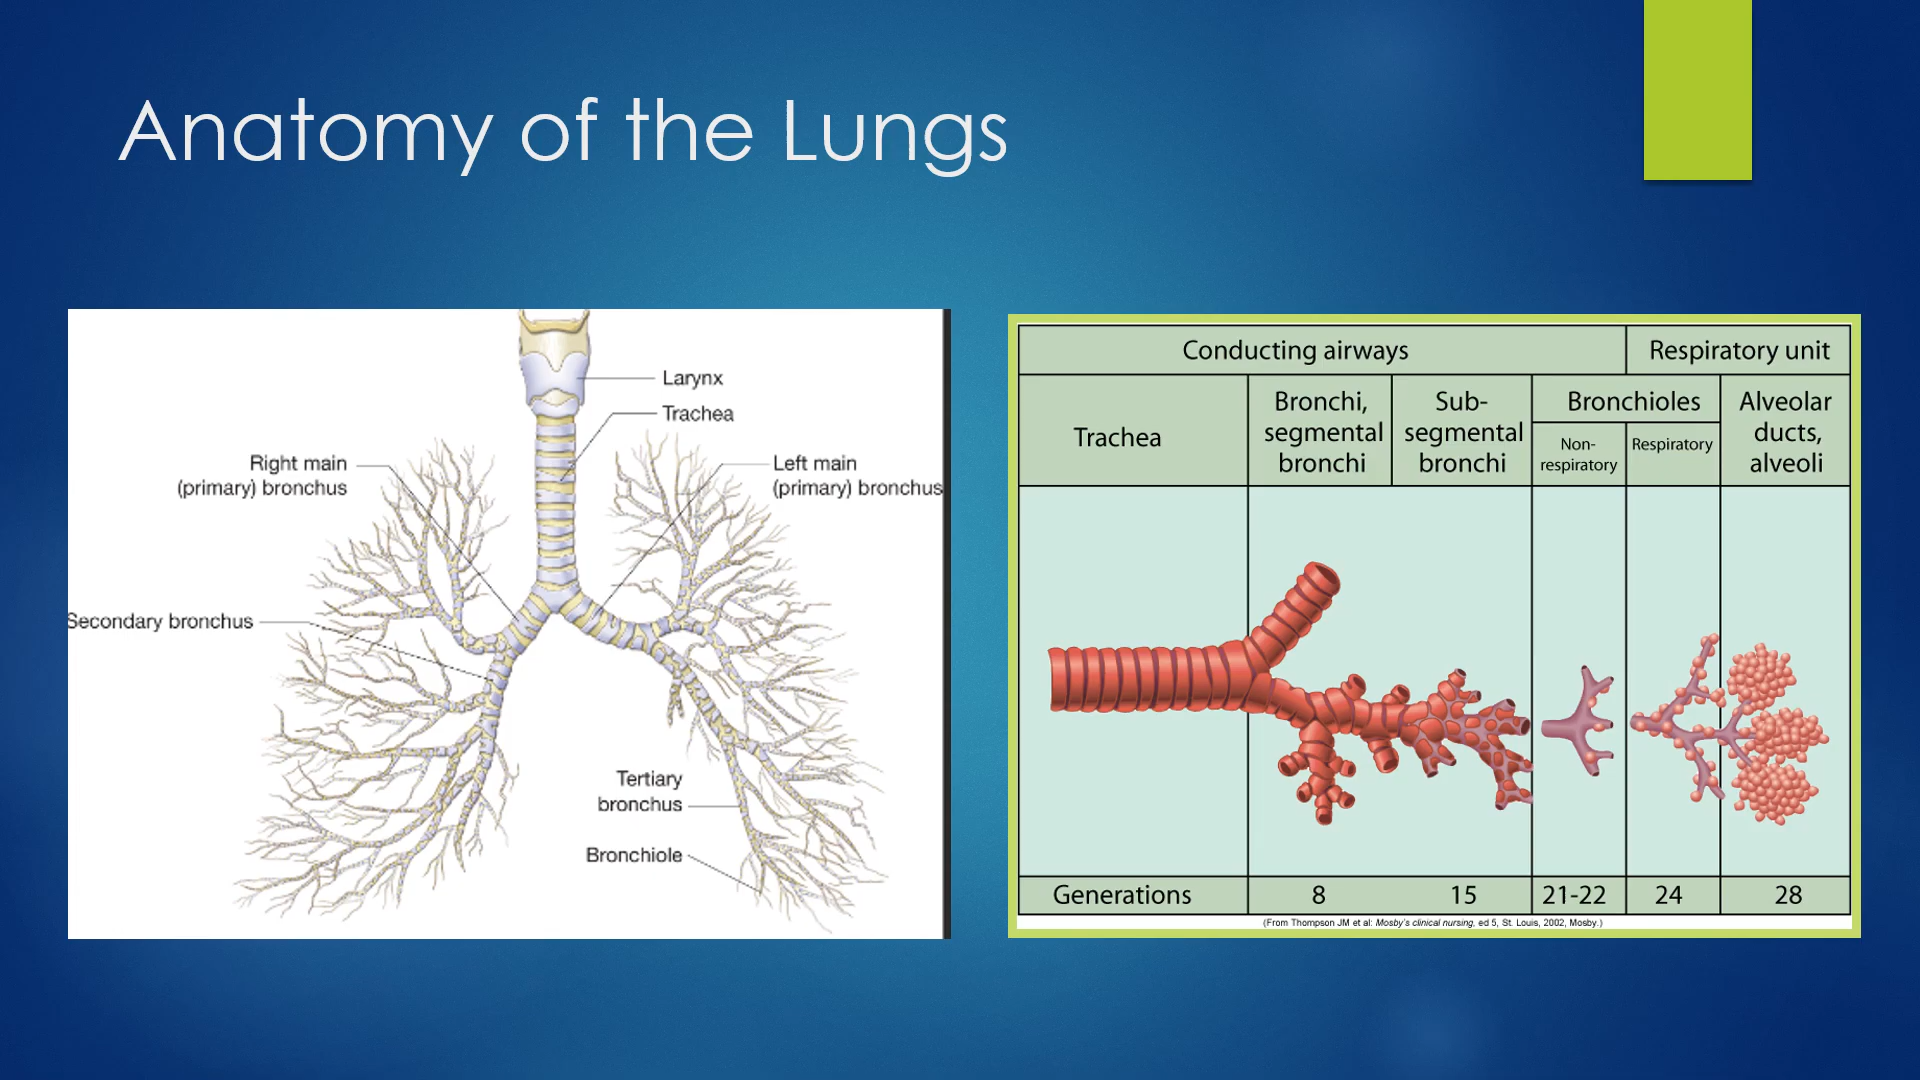 Anatomy of the Lungs
Larynx
Trachea
Right main
(primary) bronchus
Left main
(primary) bronchus
Secondary bronchus
Tertiary
bronchus
Bronchiole
Conducting airways
Respiratory unit
Trachea
Bronchi,
segmental
bronchi
Sub-
segmental
bronchi
Bronchioles
Non-
respiratory
Respiratory
Alveolar
ducts,
alveoli
Generations 8 15 21-22 24 28
(From Thompson JM et al: Mosby's clinical nursing, ed 5, St. Louis, 2002, Mosby.)